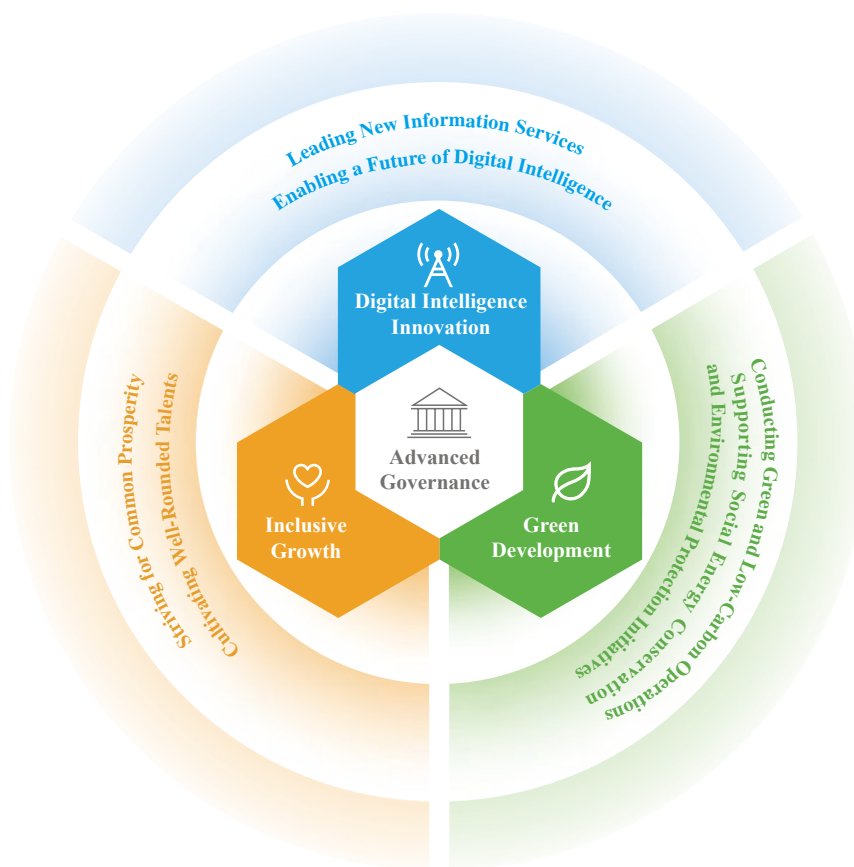 Leading New Information Services
Enabling a Future of Digital Intelligence
Digital Intelligence
Innovation
Advanced
Governance
Inclusive
Growth
Green
Development
Striving for Common Prosperity
Cultivating Well-Rounded Talents
Conducting Green and Low-Carbon Operations
Supporting Social Energy Conservation
and Environmental Protection Initiatives